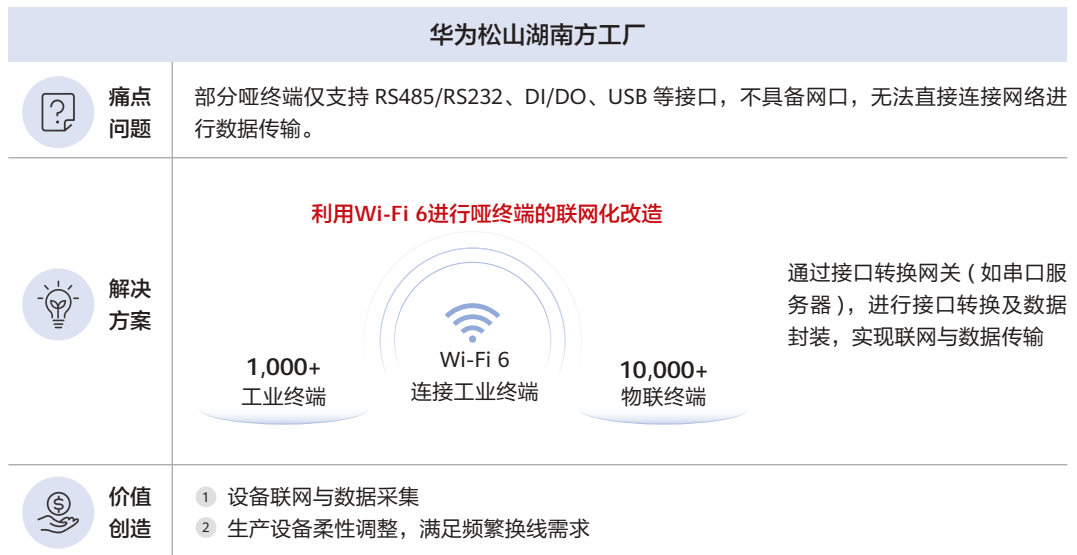 华为松山湖南方工厂
痛点
问题
部分哑终端仅支持 RS485/RS232、DI/DO、USB 等接口，不具备网口，无法直接连接网络进
行数据传输。
解决
方案
利用Wi-Fi 6进行哑终端的联网化改造
1,000+
工业终端
Wi-Fi 6
连接工业终端
10,000+
物联终端
通过接口转换网关 ( 如串口服
务器 )，进行接口转换及数据
封装，实现联网与数据传输
价值
创造
1 设备联网与数据采集
2 生产设备柔性调整，满足频繁换线需求